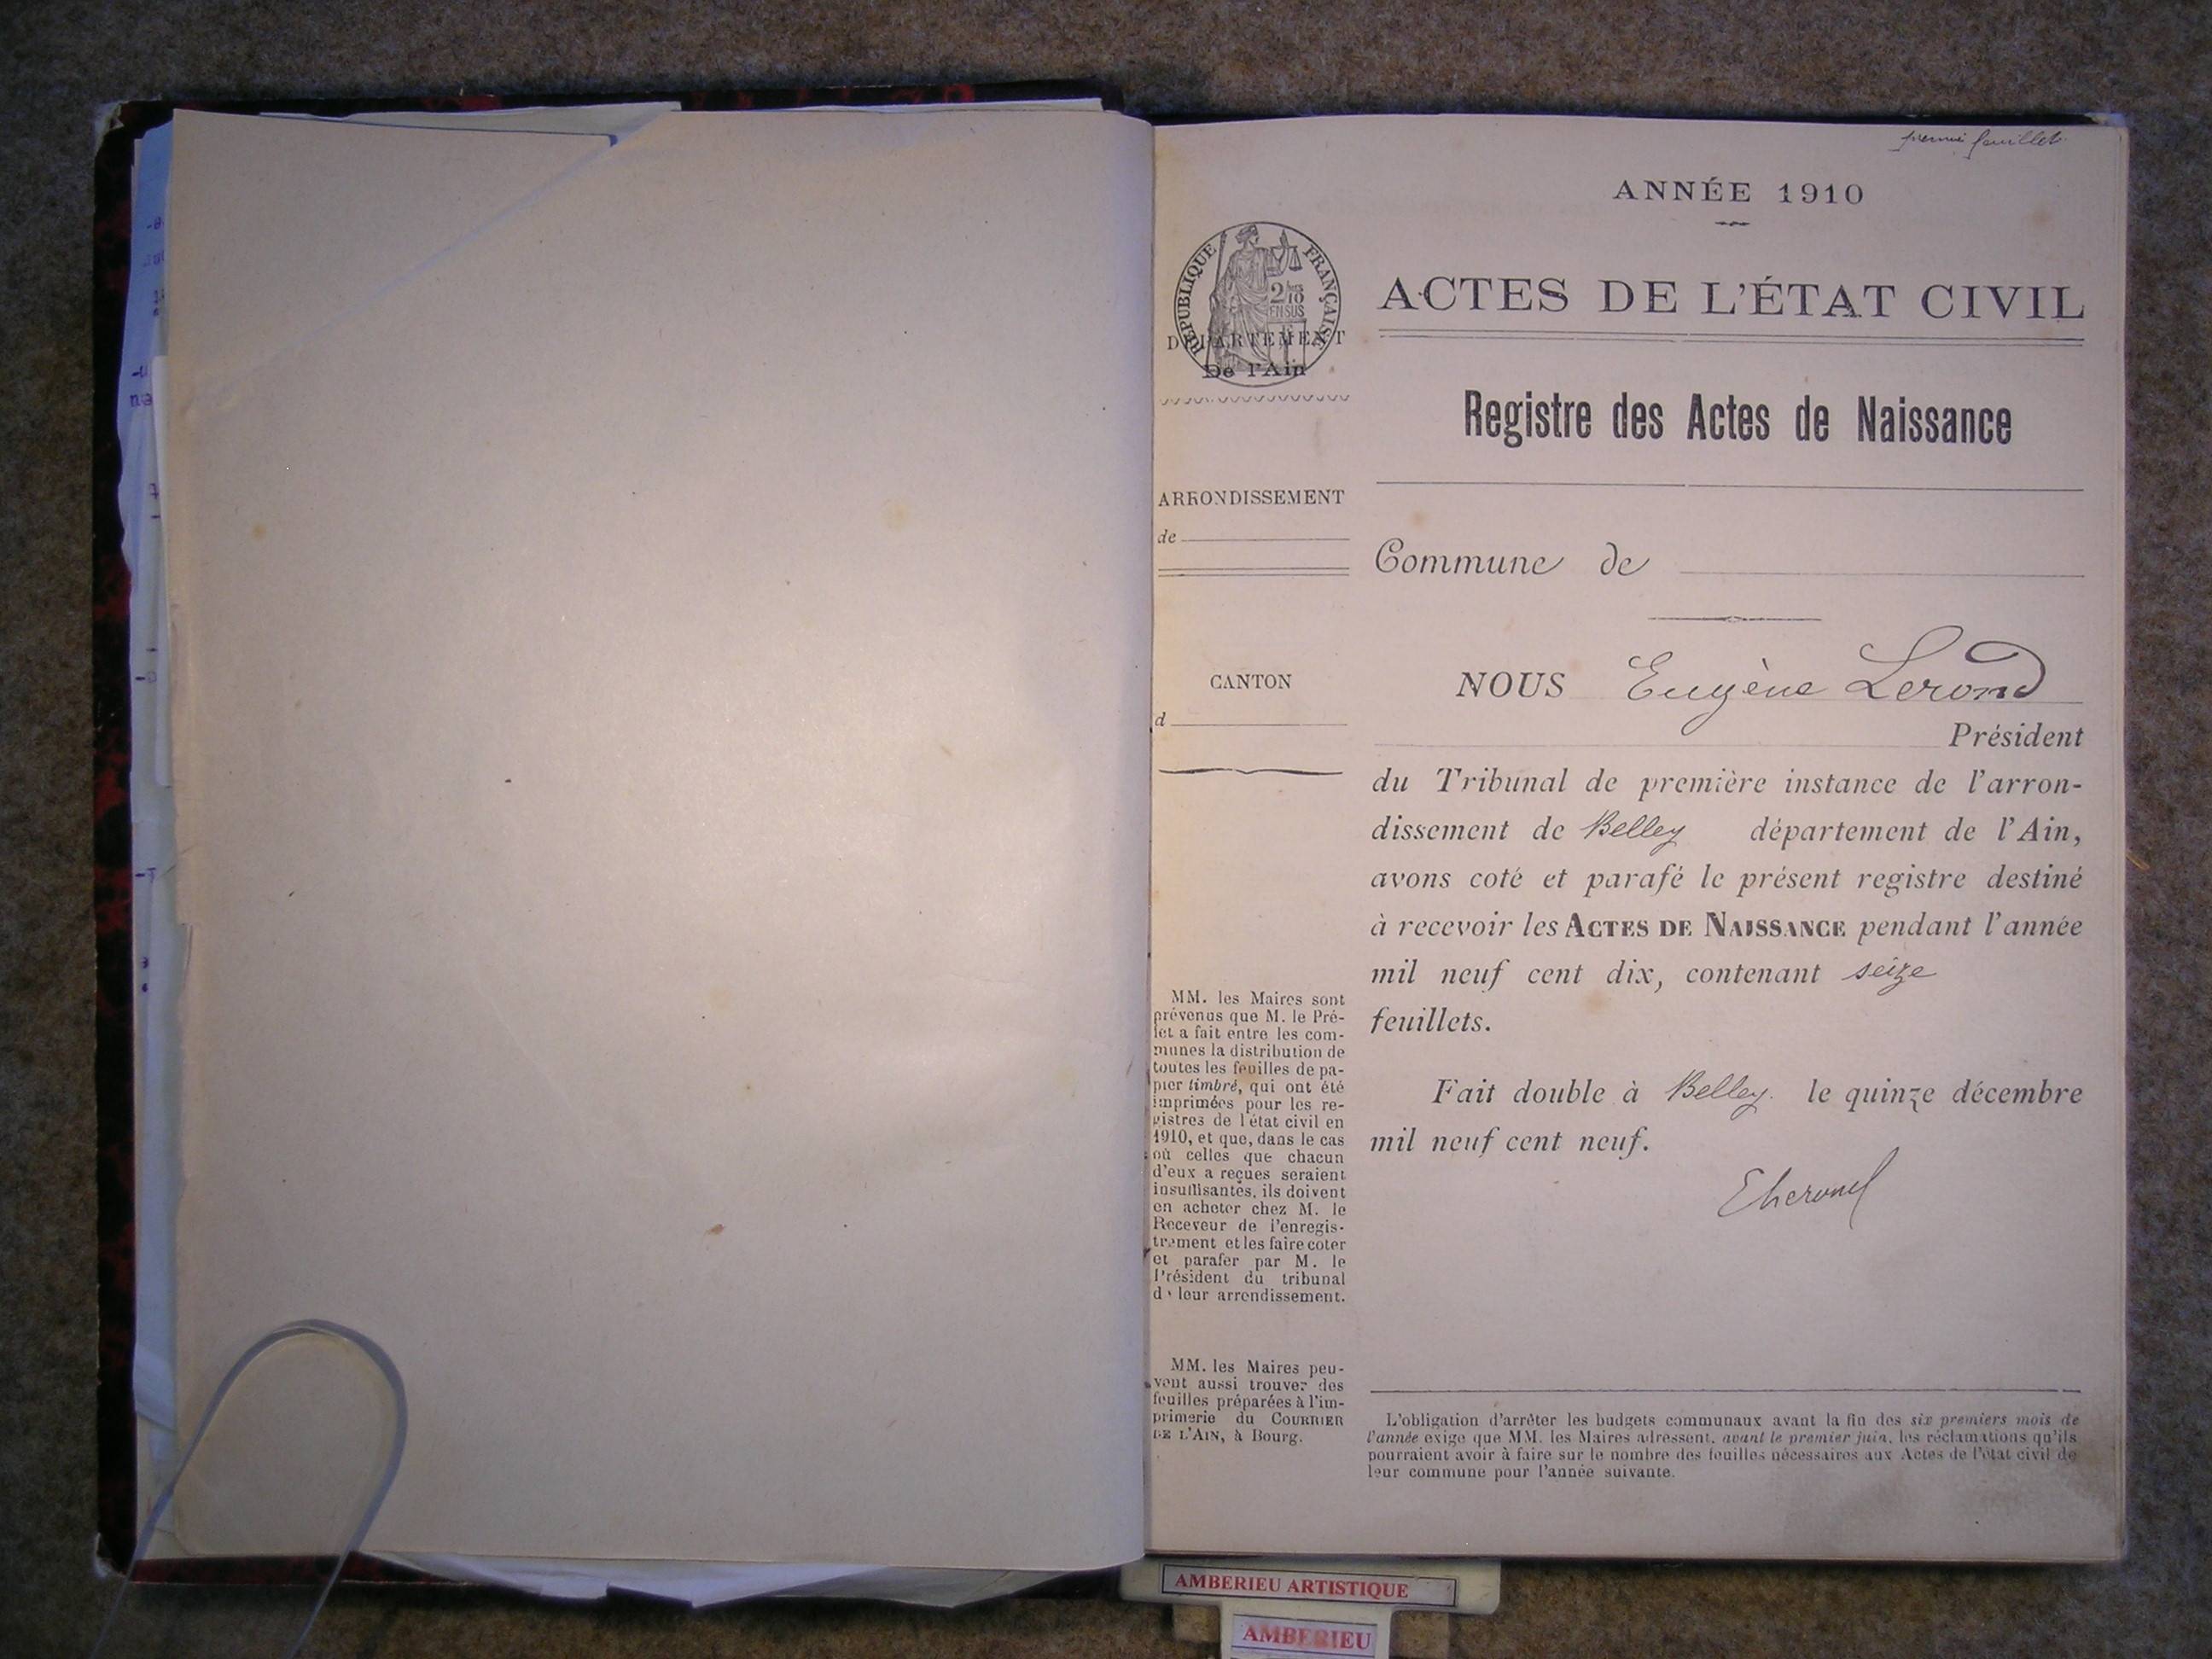 premier feuillet
ANNÉE 1910
RÉPUBLIQUE FRANÇAISE
2/10
EN SUS
DÉPARTEMENT
De l'Ain
ARRONDISSEMENT
de
CANTON
d
MM. les Maires sont
prévenus que M. le Pré-
fet a fait entre les com-
munes la distribution de
toutes les feuilles de pa-
pier timbré, qui ont été
imprimées pour les re-
gistres de l'état civil en
1910, et que, dans le cas
où celles que chacun
d'eux a reçues seraient
insuffisantes, ils doivent
en acheter chez M. le
Receveur de l'enregis-
trement et les faire coter
et parafer par M. le
Président du tribunal
de leur arrondissement.
MM. les Maires peu-
vent aussi trouver des
feuilles préparées à l'im-
primerie du COURRIER
DE L'AIN, à Bourg.
ACTES DE L'ÉTAT CIVIL
Registre des Actes de Naissance
Commune de
NOUS Eugène Lerond
Président
du Tribunal de première instance de l'arron-
dissement de Belley département de l'Ain,
avons coté et parafé le présent registre destiné
à recevoir les ACTES DE NAISSANCE pendant l'année
mil neuf cent dix, contenant seize
feuillets.
Fait double à Belley. le quinze décembre
mil neuf cent neuf.
ELerond
L'obligation d'arrêter les budgets communaux avant la fin des six premiers mois de
l'année exige que MM. les Maires adressent, avant le premier juin, les réclamations qu'ils
pourraient avoir à faire sur le nombre des feuilles nécessaires aux Actes de l'état civil de
leur commune pour l'année suivante.
AMBERIEU ARTISTIQUE
AMBERIEU